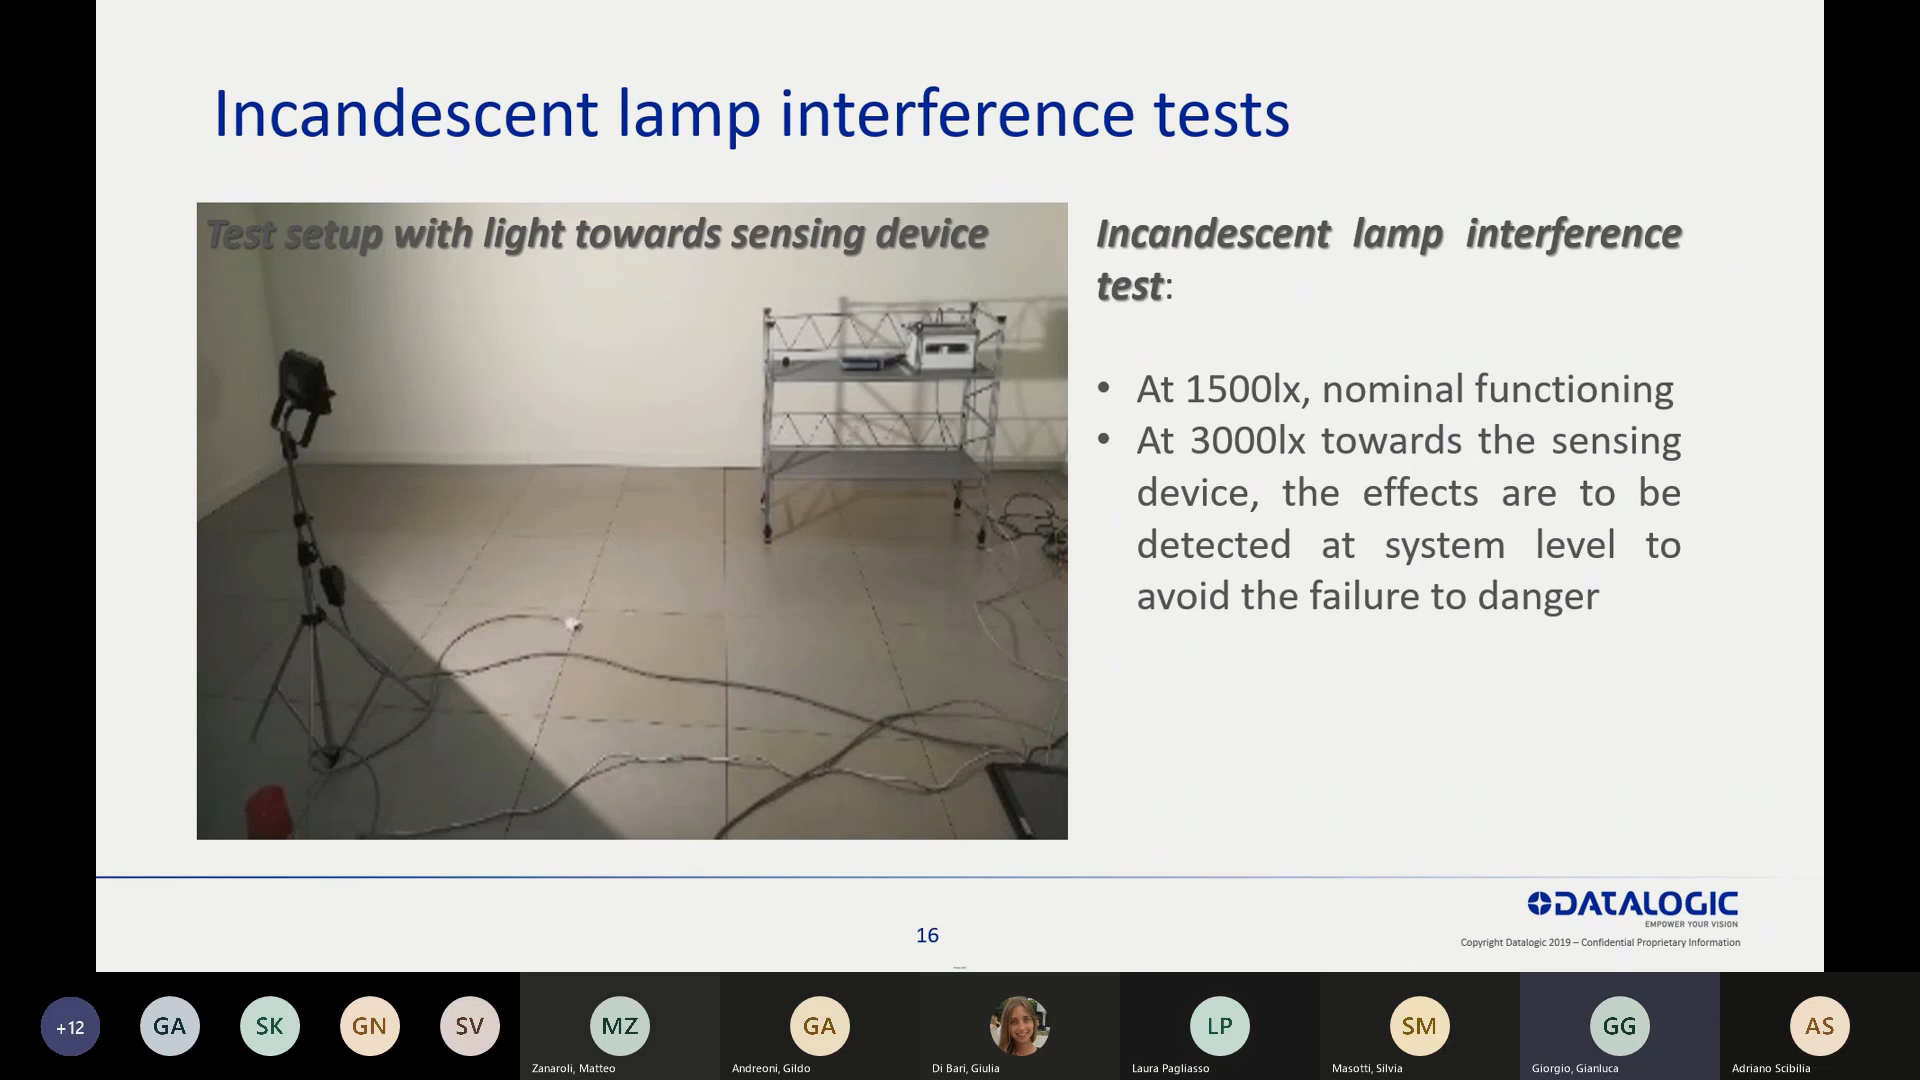 Incandescent lamp interference tests
Test setup with light towards sensing device
Incandescent lamp interference
test:
• At 1500lx, nominal functioning
• At 3000lx towards the sensing
device, the effects are to be
detected at system level to
avoid the failure to danger
DATALOGIC
EMPOWER YOUR VISION
16
Copyright Datalogic 2019 – Confidential Proprietary Information
+12
GA
SK
GN
SV
MZ
GA
LP
SM
GG
AS
Zanaroli, Matteo
Andreoni, Gildo
Di Bari, Giulia
Laura Pagliasso
Masotti, Silvia
Giorgio, Gianluca
Adriano Scibilia